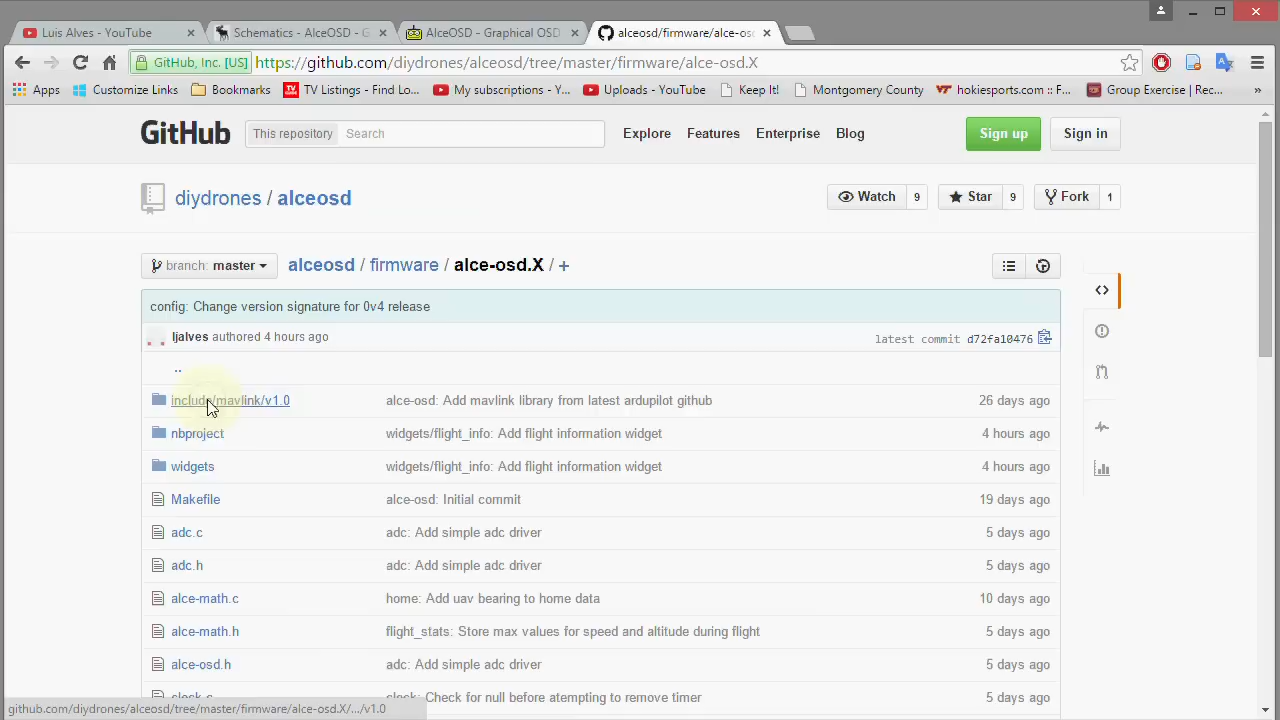 Luis Alves - YouTube
Schematics - AlceOSD - G
AlceOSD - Graphical OSD
alceosd/firmware/alce-os
GitHub, Inc. [US]
https://github.com/diydrones/alceosd/tree/master/firmware/alce-osd.X
Apps
Customize Links
Bookmarks
TV Listings - Find Lo...
My subscriptions - Y...
Uploads - YouTube
Keep It!
Montgomery County
hokiesports.com :: F...
Group Exercise | Rec...
»
GitHub
This repository
Search
Explore
Features
Enterprise
Blog
Sign up
Sign in
diydrones / alceosd
Watch 9
Star 9
Fork 1
branch: master
alceosd / firmware / alce-osd.X / +
config: Change version signature for 0v4 release
ljalves authored 4 hours ago
latest commit d72fa10476
..
include/mavlink/v1.0 alce-osd: Add mavlink library from latest ardupilot github 26 days ago
nbproject widgets/flight_info: Add flight information widget 4 hours ago
widgets widgets/flight_info: Add flight information widget 4 hours ago
Makefile alce-osd: Initial commit 19 days ago
adc.c adc: Add simple adc driver 5 days ago
adc.h adc: Add simple adc driver 5 days ago
alce-math.c home: Add uav bearing to home data 10 days ago
alce-math.h flight_stats: Store max values for speed and altitude during flight 5 days ago
alce-osd.h adc: Add simple adc driver 5 days ago
clock.c clock: Check for null before atempting to remove timer 5 days ago
github.com/diydrones/alceosd/tree/master/firmware/alce-osd.X/.../v1.0